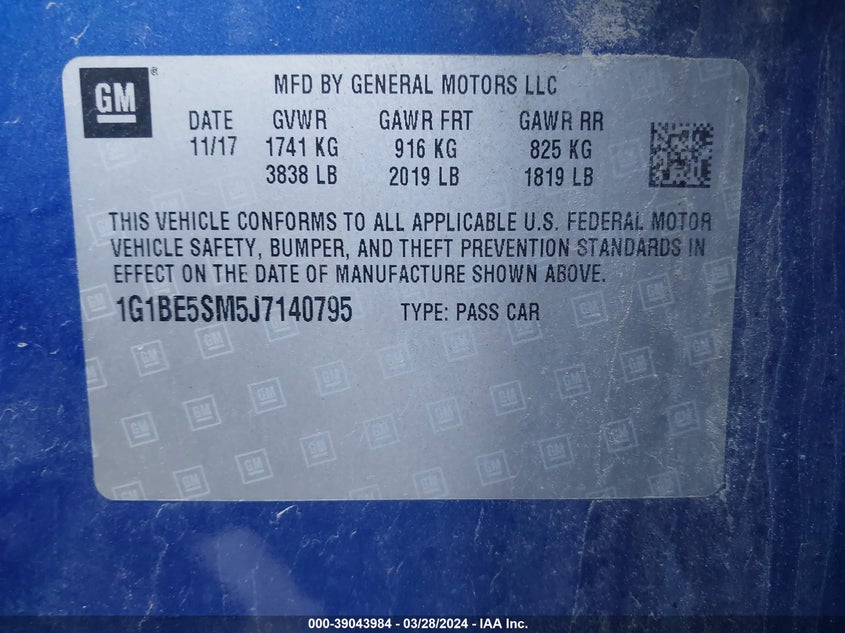 GM ® MFD BY GENERAL MOTORS LLC
DATE GVWR GAWR FRT GAWR RR
11/17 1741 KG 916 KG 825 KG
3838 LB 2019 LB 1819 LB
THIS VEHICLE CONFORMS TO ALL APPLICABLE U.S. FEDERAL MOTOR
VEHICLE SAFETY, BUMPER, AND THEFT PREVENTION STANDARDS IN
EFFECT ON THE DATE OF MANUFACTURE SHOWN ABOVE.
1G1BE5SM5J7140795 TYPE: PASS CAR
000-39043984 - 03/28/2024 - IAA Inc.